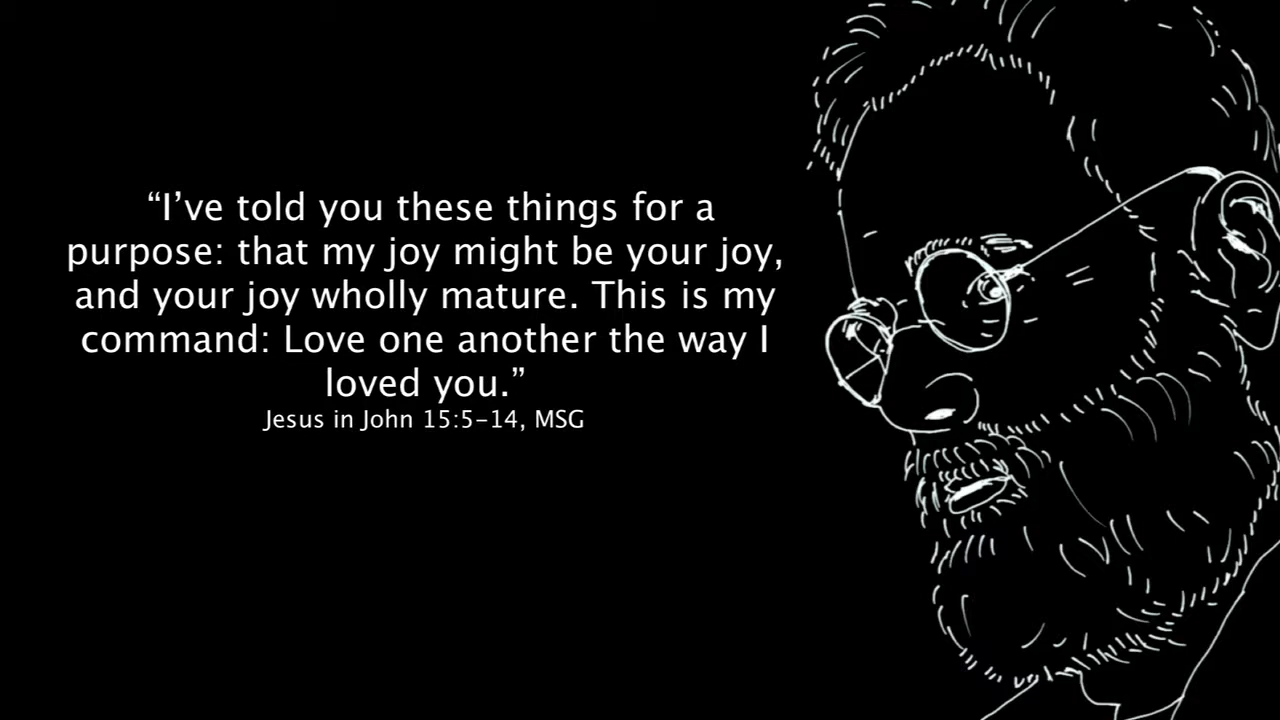 “I’ve told you these things for a
purpose: that my joy might be your joy,
and your joy wholly mature. This is my
command: Love one another the way I
loved you.”
Jesus in John 15:5-14, MSG